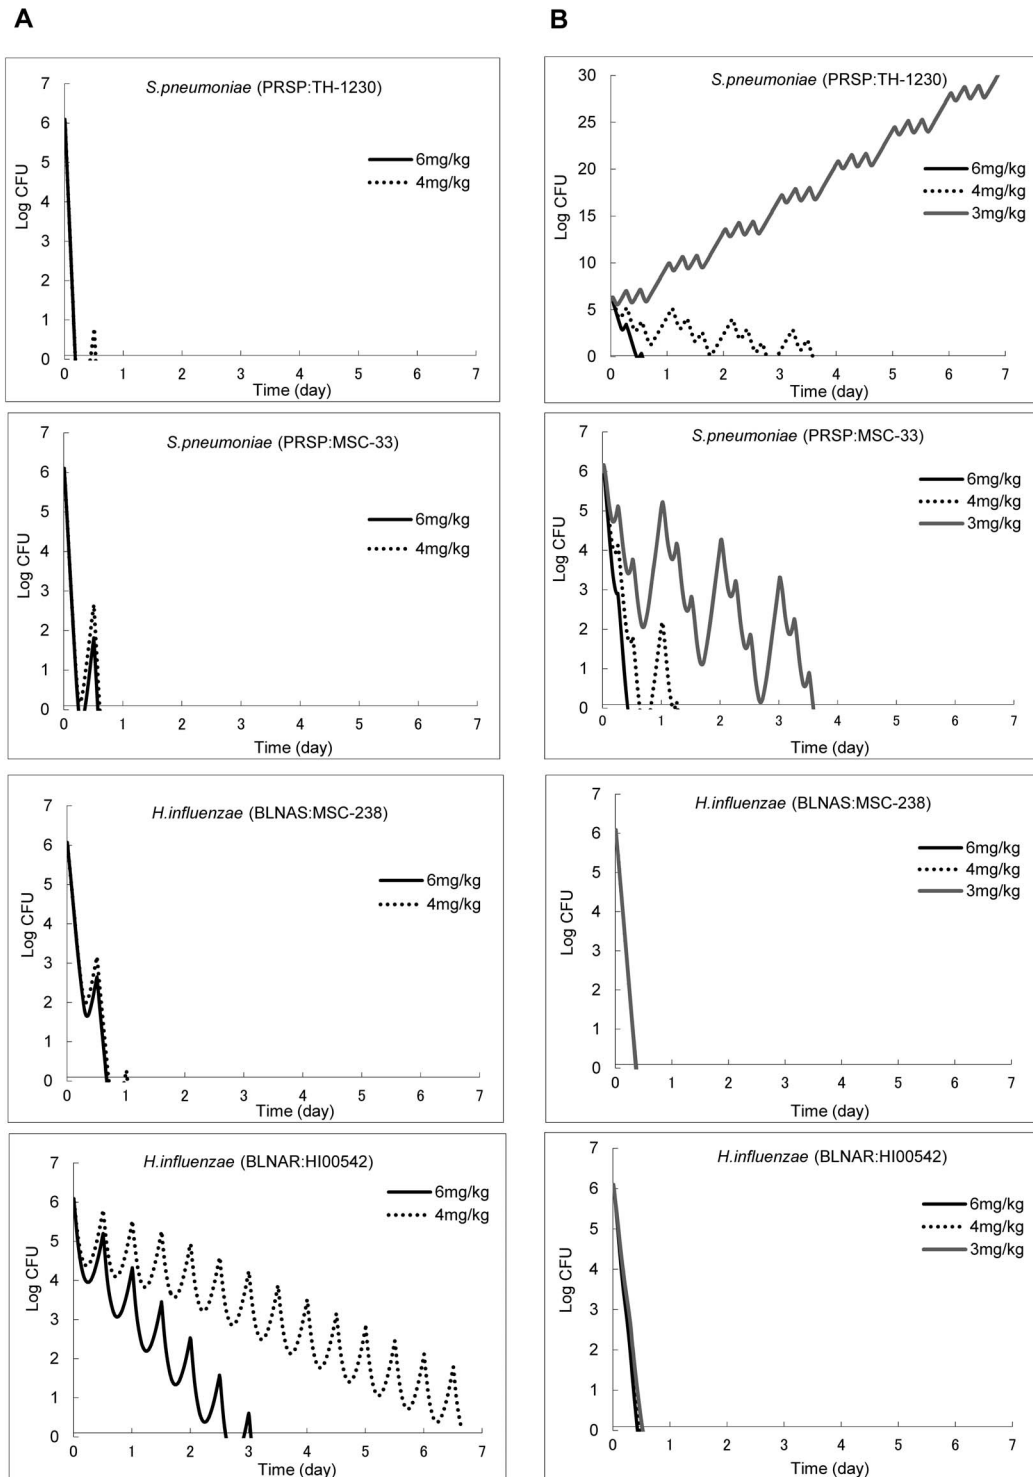 A
S.pneumoniae (PRSP:TH-1230)
7
6
5
4
3
2
1
0
Log CFU
6mg/kg
4mg/kg
0 1 2 3 4 5 6 7
Time (day)
S.pneumoniae (PRSP:MSC-33)
7
6
5
4
3
2
1
0
Log CFU
6mg/kg
4mg/kg
0 1 2 3 4 5 6 7
Time (day)
H.influenzae (BLNAS:MSC-238)
7
6
5
4
3
2
1
0
Log CFU
6mg/kg
4mg/kg
0 1 2 3 4 5 6 7
Time (day)
H.influenzae (BLNAR:HI00542)
7
6
5
4
3
2
1
0
Log CFU
6mg/kg
4mg/kg
0 1 2 3 4 5 6 7
Time (day)
B
S.pneumoniae (PRSP:TH-1230)
30
25
20
15
10
5
0
Log CFU
6mg/kg
4mg/kg
3mg/kg
0 1 2 3 4 5 6 7
Time (day)
S.pneumoniae (PRSP:MSC-33)
7
6
5
4
3
2
1
0
Log CFU
6mg/kg
4mg/kg
3mg/kg
0 1 2 3 4 5 6 7
Time (day)
H.influenzae (BLNAS:MSC-238)
7
6
5
4
3
2
1
0
Log CFU
6mg/kg
4mg/kg
3mg/kg
0 1 2 3 4 5 6 7
Time (day)
H.influenzae (BLNAR:HI00542)
7
6
5
4
3
2
1
0
Log CFU
6mg/kg
4mg/kg
3mg/kg
0 1 2 3 4 5 6 7
Time (day)